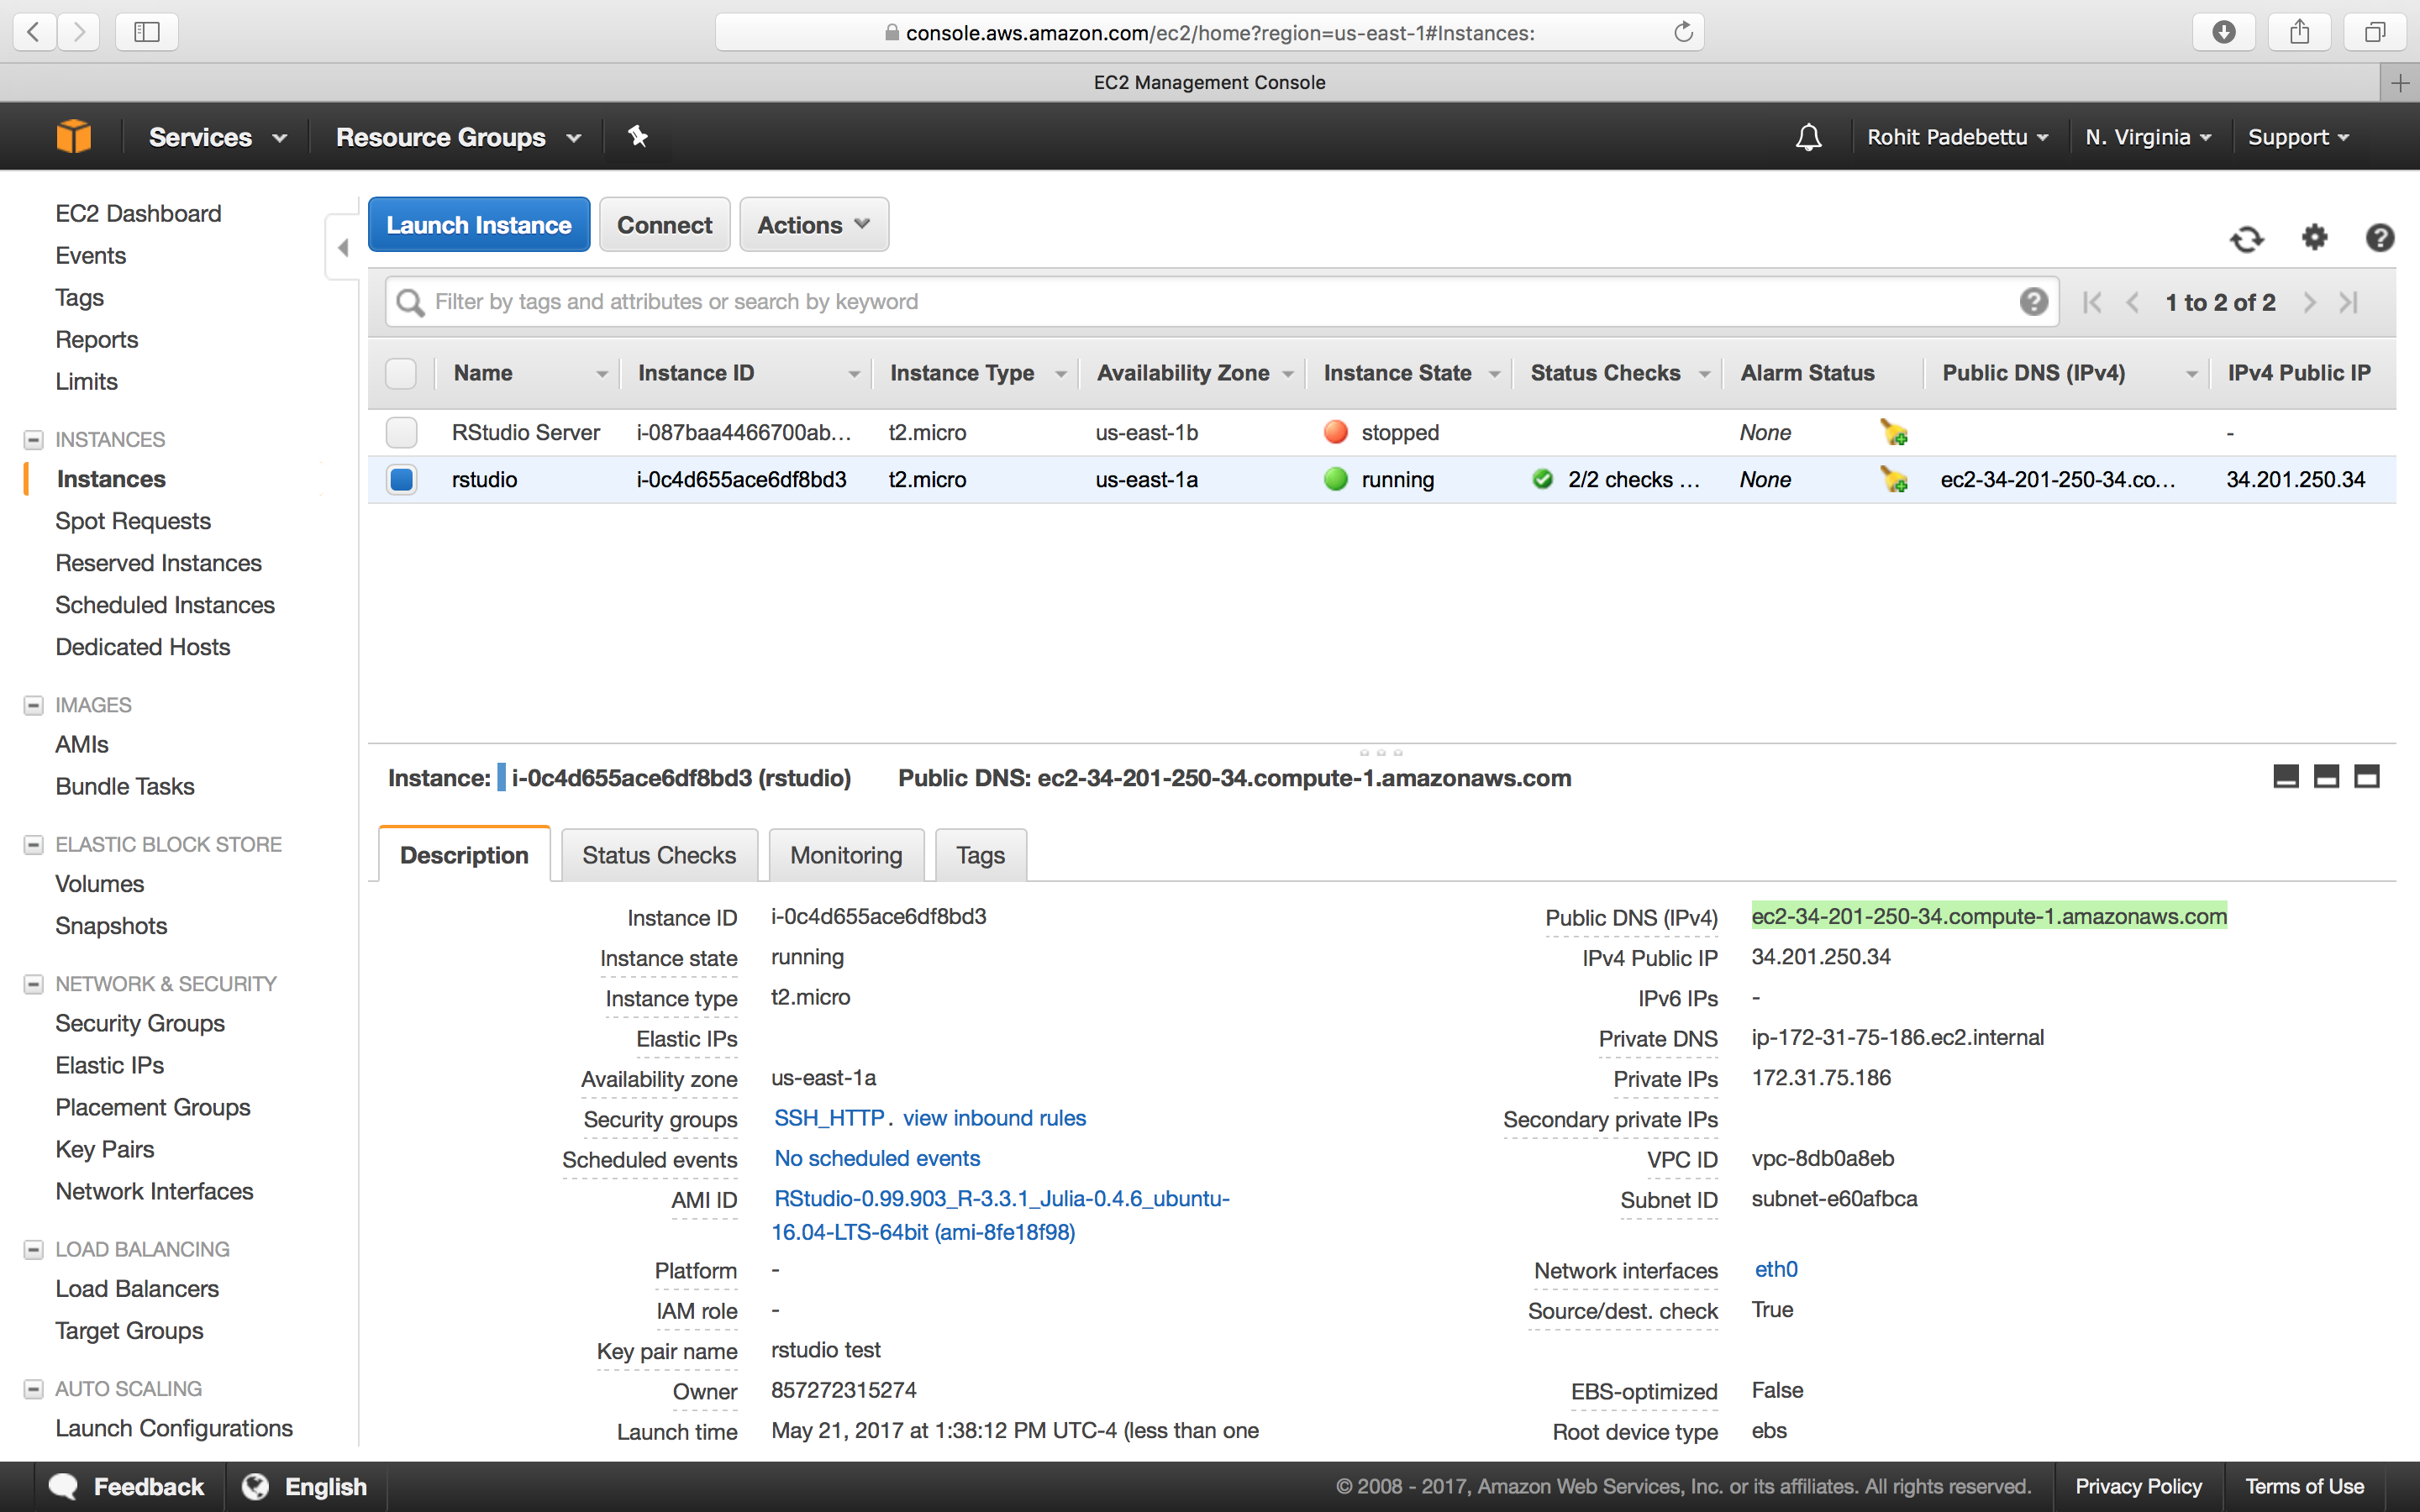 console.aws.amazon.com/ec2/home?region=us-east-1#Instances:
EC2 Management Console
Services
Resource Groups
Rohit Padebettu
N. Virginia
Support
EC2 Dashboard
Events
Tags
Reports
Limits
INSTANCES
Instances
Spot Requests
Reserved Instances
Scheduled Instances
Dedicated Hosts
IMAGES
AMIs
Bundle Tasks
ELASTIC BLOCK STORE
Volumes
Snapshots
NETWORK & SECURITY
Security Groups
Elastic IPs
Placement Groups
Key Pairs
Network Interfaces
LOAD BALANCING
Load Balancers
Target Groups
AUTO SCALING
Launch Configurations
Launch Instance Connect Actions
Filter by tags and attributes or search by keyword
1 to 2 of 2
Name Instance ID Instance Type Availability Zone Instance State Status Checks Alarm Status Public DNS (IPv4) IPv4 Public IP
RStudio Server i-087baa4466700ab... t2.micro us-east-1b stopped None -
rstudio i-0c4d655ace6df8bd3 t2.micro us-east-1a running 2/2 checks ... None ec2-34-201-250-34.co... 34.201.250.34
Instance: i-0c4d655ace6df8bd3 (rstudio) Public DNS: ec2-34-201-250-34.compute-1.amazonaws.com
Description Status Checks Monitoring Tags
Instance ID i-0c4d655ace6df8bd3
Instance state running
Instance type t2.micro
Elastic IPs
Availability zone us-east-1a
Security groups SSH_HTTP. view inbound rules
Scheduled events No scheduled events
AMI ID RStudio-0.99.903_R-3.3.1_Julia-0.4.6_ubuntu-
16.04-LTS-64bit (ami-8fe18f98)
Platform -
IAM role -
Key pair name rstudio test
Owner 857272315274
Launch time May 21, 2017 at 1:38:12 PM UTC-4 (less than one
Public DNS (IPv4) ec2-34-201-250-34.compute-1.amazonaws.com
IPv4 Public IP 34.201.250.34
IPv6 IPs -
Private DNS ip-172-31-75-186.ec2.internal
Private IPs 172.31.75.186
Secondary private IPs
VPC ID vpc-8db0a8eb
Subnet ID subnet-e60afbca
Network interfaces eth0
Source/dest. check True
EBS-optimized False
Root device type ebs
Feedback English
© 2008 - 2017, Amazon Web Services, Inc. or its affiliates. All rights reserved. Privacy Policy Terms of Use